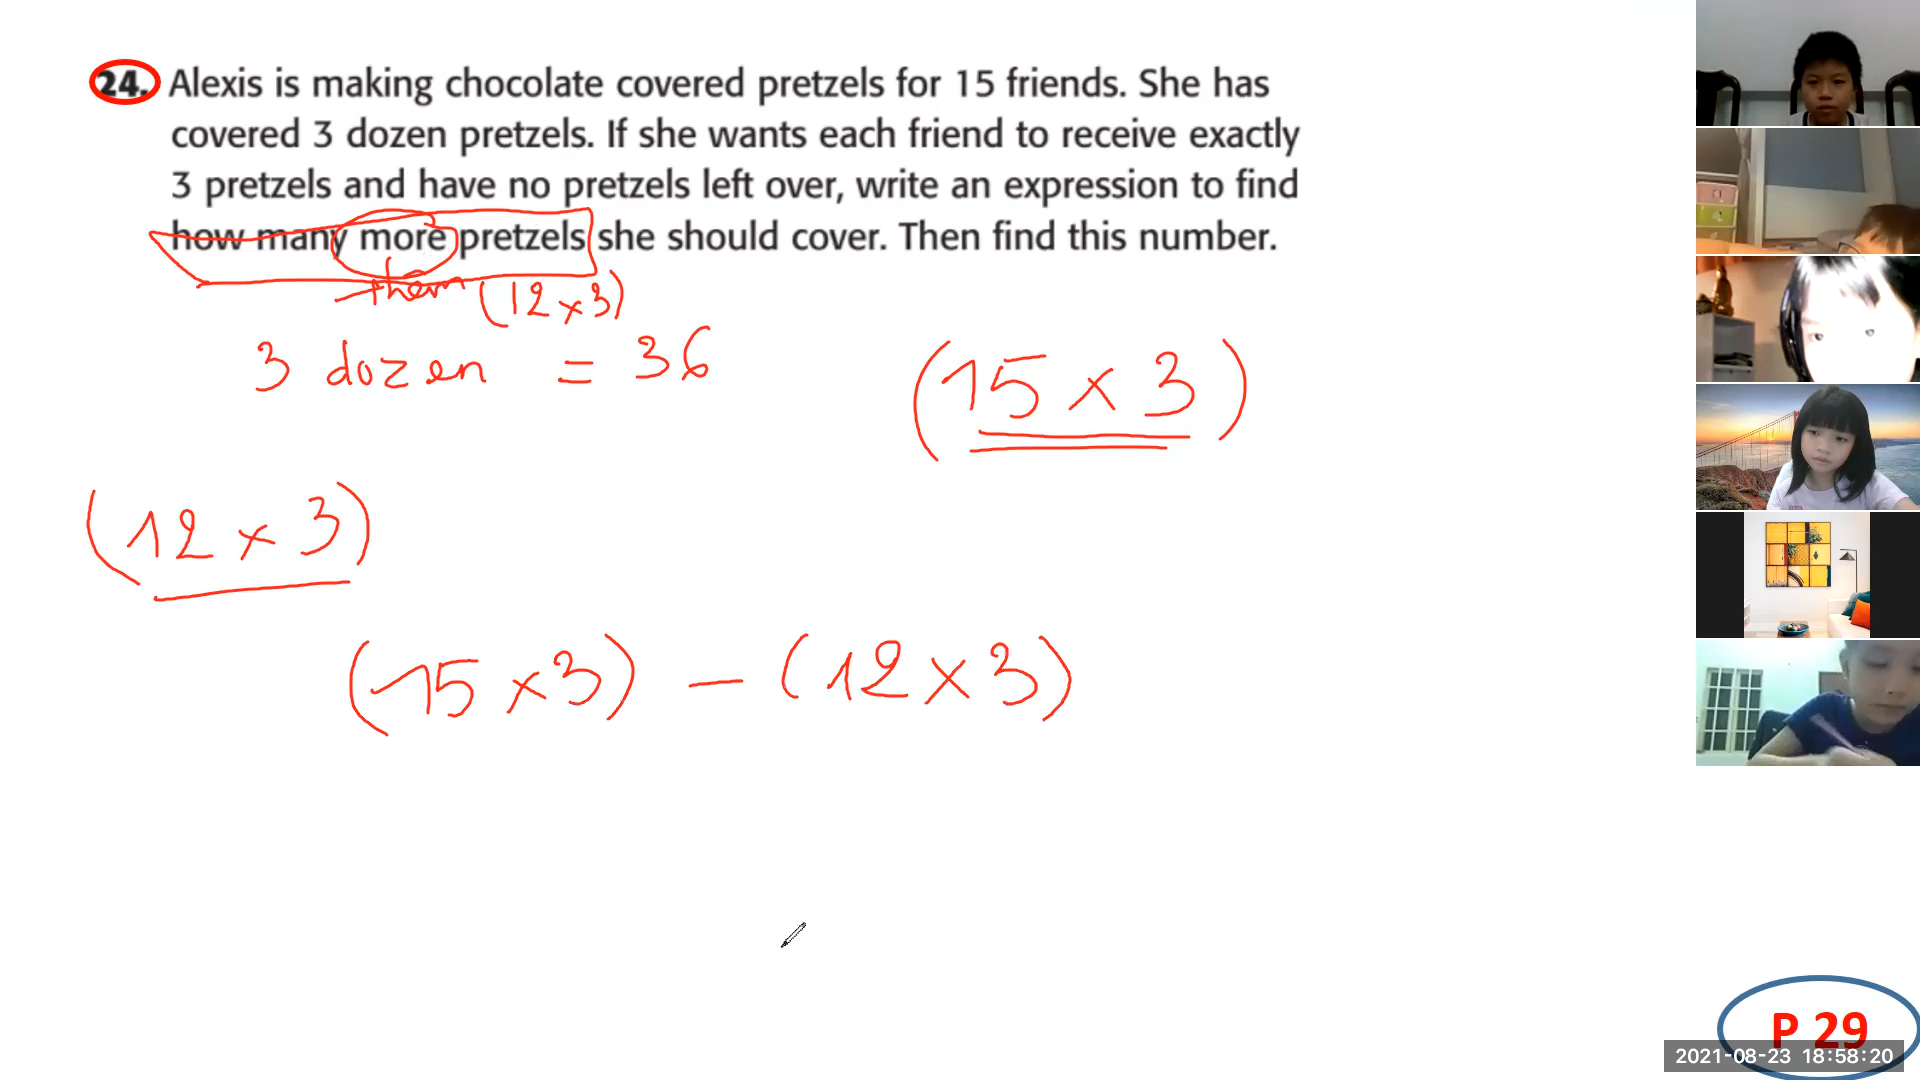 24. Alexis is making chocolate covered pretzels for 15 friends. She has
covered 3 dozen pretzels. If she wants each friend to receive exactly
3 pretzels and have no pretzels left over, write an expression to find
how many more pretzels she should cover. Then find this number.
(12 x 3)
3 dozen = 36
(15 x 3)
(12 x 3)
(15 x 3) - (12 x 3)
P 29
2021-08-23 18:58:20